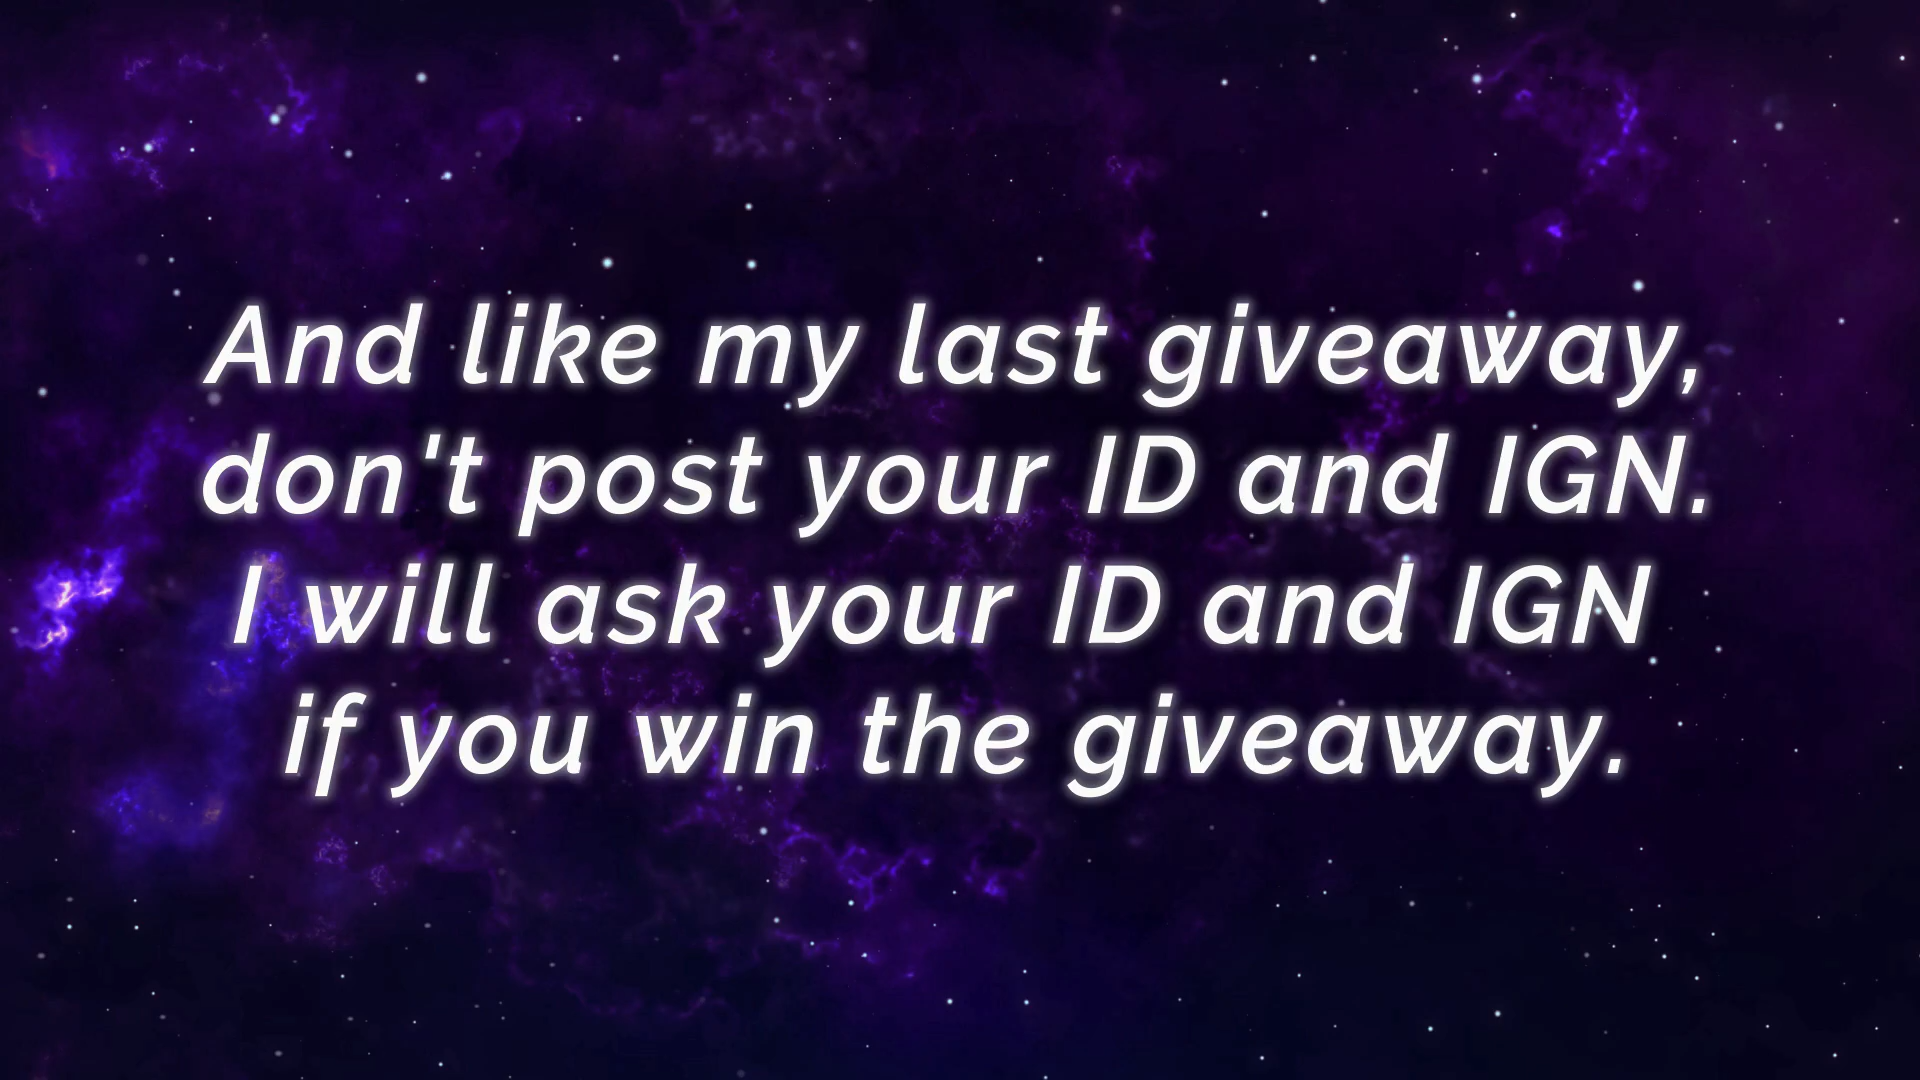 And like my last giveaway,
don't post your ID and IGN.
I will ask your ID and IGN
if you win the giveaway.